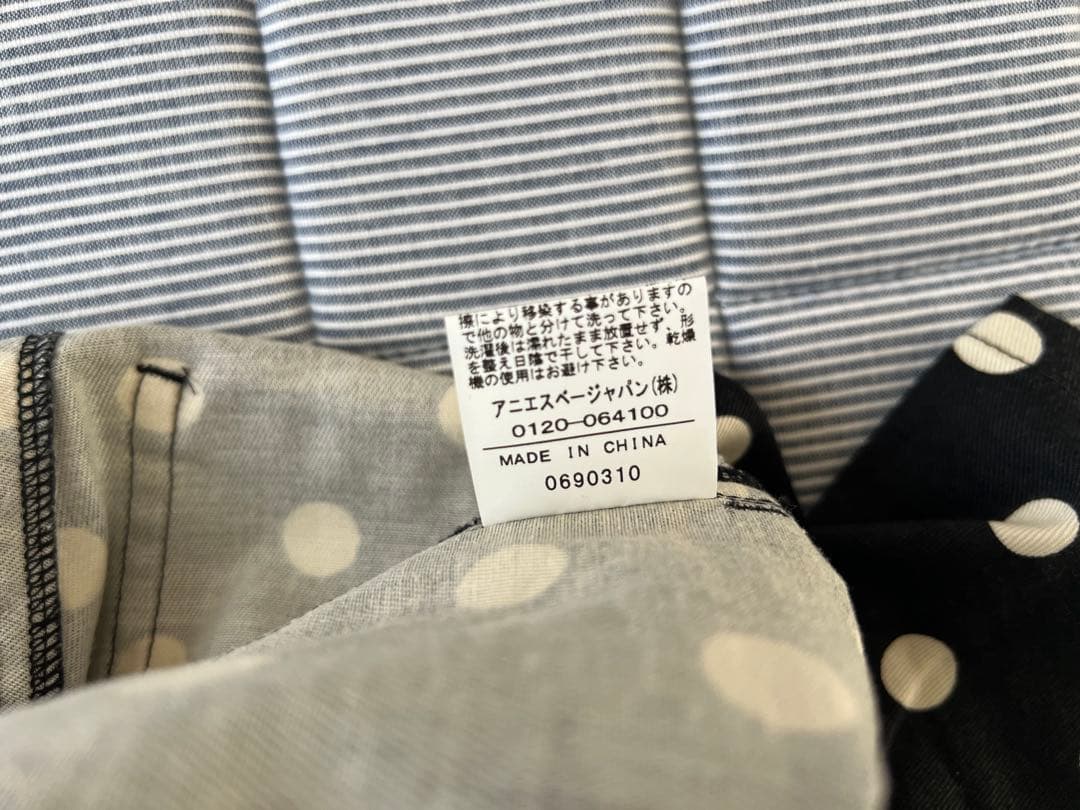 擦により移染する事がありますの
で他の物と分けて洗って下さい。
洗濯後は濡れたまま放置せず、形
を整え日陰で干して下さい。乾燥
機の使用はお避け下さい。
アニエスベージャパン(株)
0120-064100
MADE IN CHINA
0690310